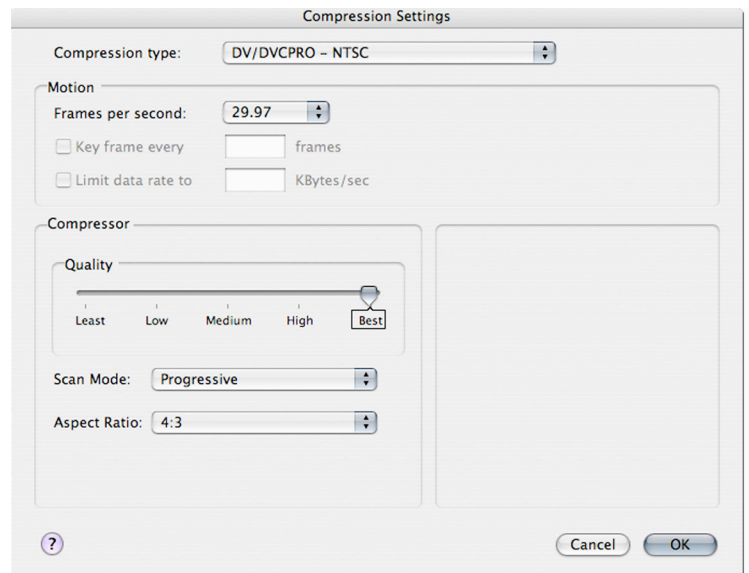 Compression Settings
Compression type: DV/DVCPRO – NTSC
Motion
Frames per second: 29.97
Key frame every frames
Limit data rate to KBytes/sec
Compressor
Quality
Least Low Medium High Best
Scan Mode: Progressive
Aspect Ratio: 4:3
? Cancel OK